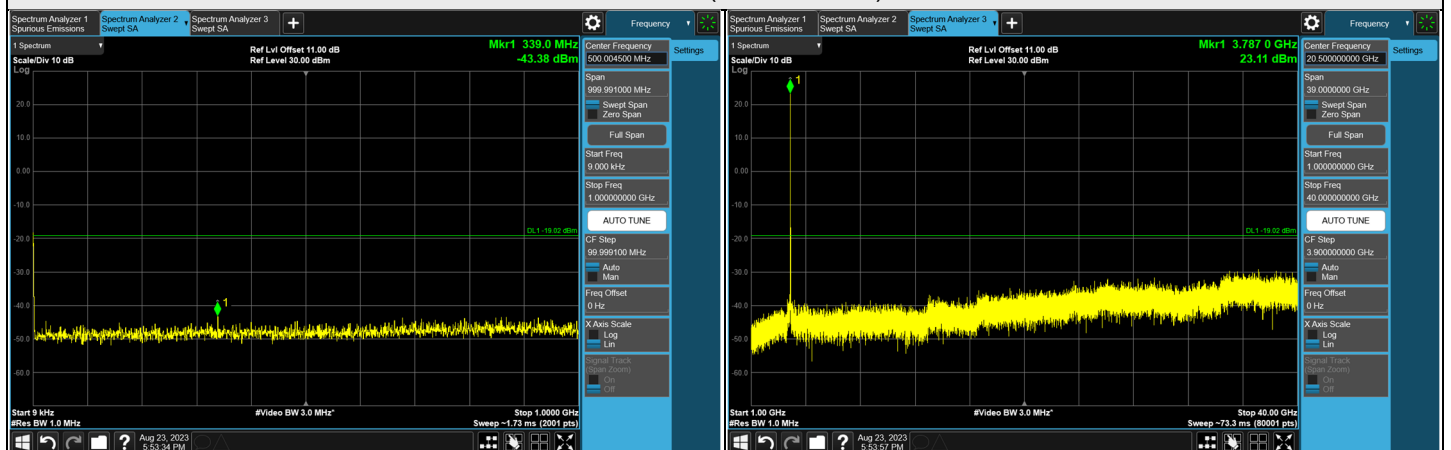 Spectrum Analyzer 1
Spurious Emissions
Spectrum Analyzer 2
Swept SA
Spectrum Analyzer 3
Swept SA
+
Frequency
1 Spectrum
Scale/Div 10 dB
Log
Ref Lvl Offset 11.00 dB
Ref Level 30.00 dBm
Mkr1 339.0 MHz
-43.38 dBm
20.0
10.0
0.00
-10.0
-20.0
-30.0
-40.0
-50.0
-60.0
1
DL1 -19.02 dBm
Start 9 kHz
#Res BW 1.0 MHz
#Video BW 3.0 MHz*
Stop 1.0000 GHz
Sweep ~1.73 ms (2001 pts)
Center Frequency
500.004500 MHz
Settings
Span
999.991000 MHz
Swept Span
Zero Span
Full Span
Start Freq
9.000 kHz
Stop Freq
1.000000000 GHz
AUTO TUNE
CF Step
99.999100 MHz
Auto
Man
Freq Offset
0 Hz
X Axis Scale
Log
Lin
Signal Track
(Span Zoom)
On
Off
?
Aug 23, 2023
5:53:34 PM
Spectrum Analyzer 1
Spurious Emissions
Spectrum Analyzer 2
Swept SA
Spectrum Analyzer 3
Swept SA
+
Frequency
1 Spectrum
Scale/Div 10 dB
Log
Ref Lvl Offset 11.00 dB
Ref Level 30.00 dBm
Mkr1 3.787 0 GHz
23.11 dBm
20.0
10.0
0.00
-10.0
-20.0
-30.0
-40.0
-50.0
-60.0
1
DL1 -19.02 dBm
Start 1.00 GHz
#Res BW 1.0 MHz
#Video BW 3.0 MHz*
Stop 40.00 GHz
Sweep ~73.3 ms (80001 pts)
Center Frequency
20.500000000 GHz
Settings
Span
39.0000000 GHz
Swept Span
Zero Span
Full Span
Start Freq
1.000000000 GHz
Stop Freq
40.000000000 GHz
AUTO TUNE
CF Step
3.900000000 GHz
Auto
Man
Freq Offset
0 Hz
X Axis Scale
Log
Lin
Signal Track
(Span Zoom)
On
Off
?
Aug 23, 2023
5:53:57 PM